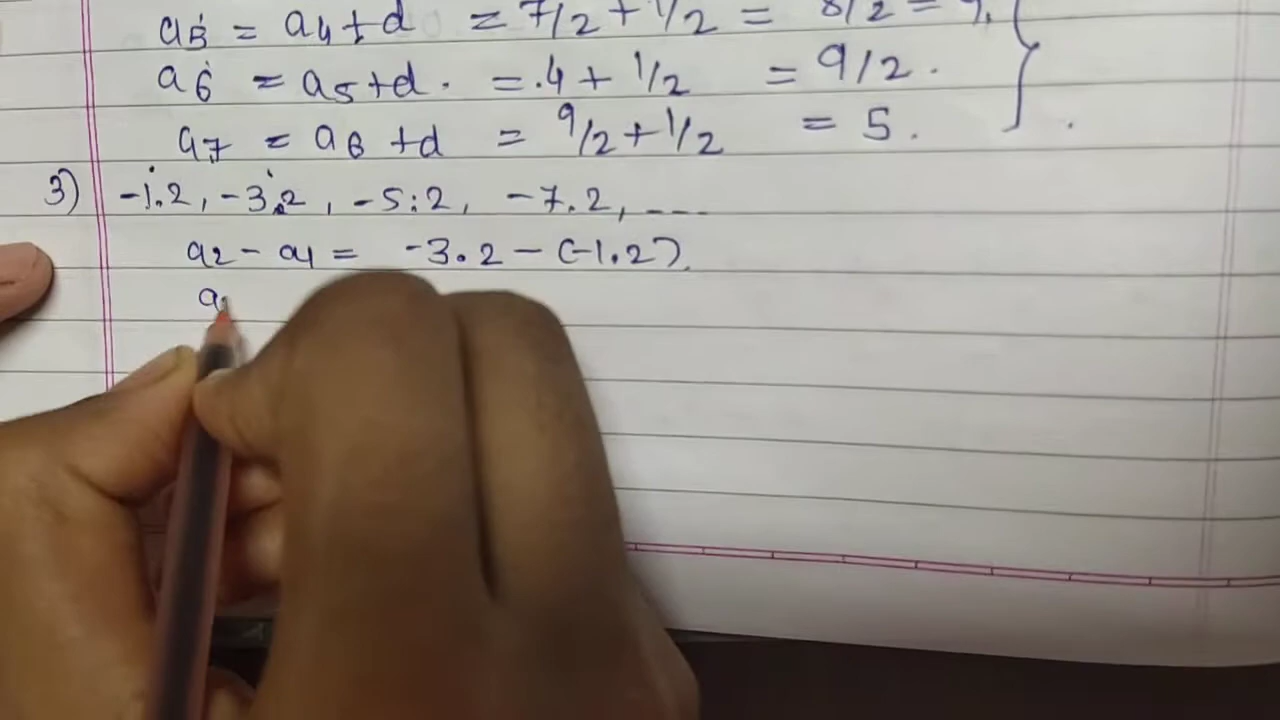 a5 = a4+d = 7/2 + 1/2 = 8/2 = 4.
a6 = a5+d. = .4 + 1/2 = 9/2.
a7 = a6 +d = 9/2 + 1/2 = 5.
3) -1.2, -3.2, -5.2, -7.2, ---
a2 - a1 = -3.2 - (-1.2)
a